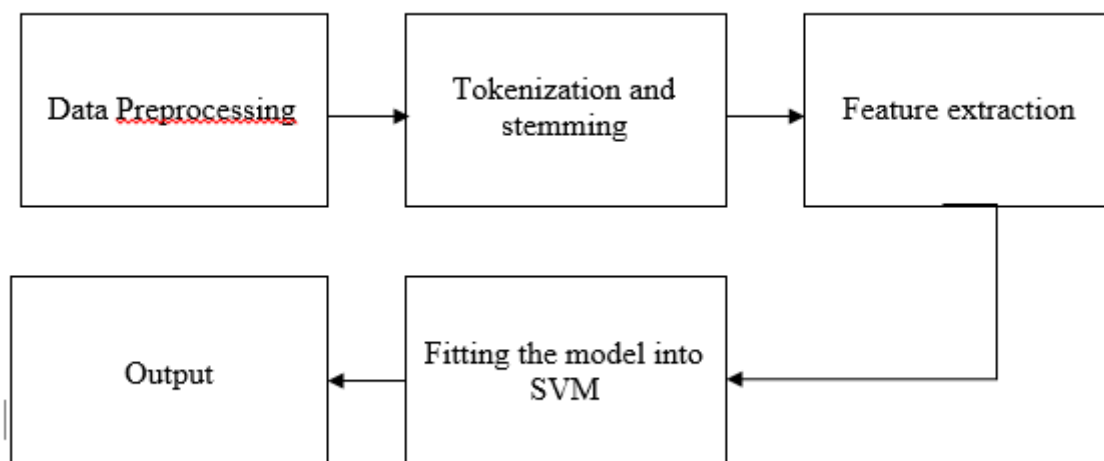 Data Preprocessing
Tokenization and
stemming
Feature extraction
Output
Fitting the model into
SVM